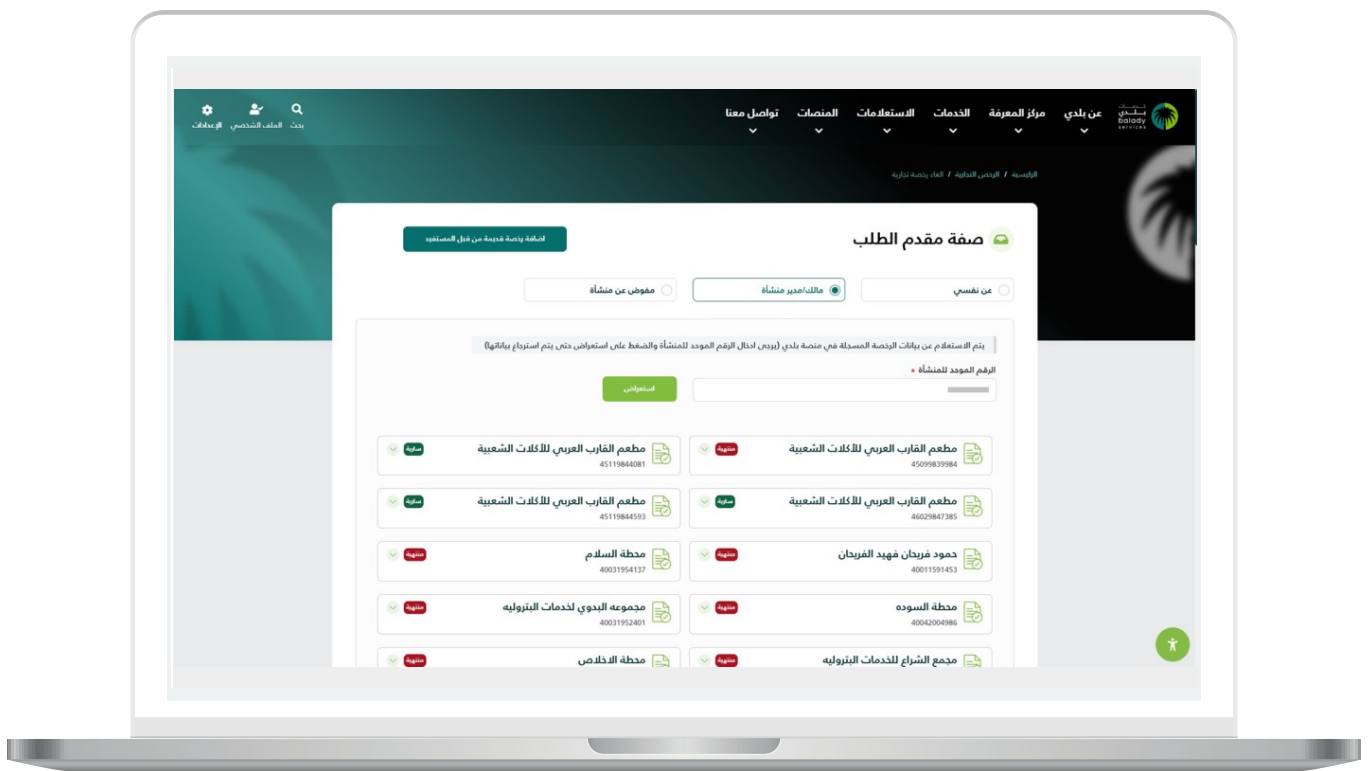 خدمات
بلدي
balady
services
عن بلدي
مركز المعرفة
الخدمات
الاستعلامات
المنصات
تواصل معنا
بحث
الملف الشخصي
الإعدادات
الرئيسية / الرخص التجارية / الغاء رخصة تجارية
صفة مقدم الطلب
اضافة رخصة قديمة من قبل المستفيد
عن نفسي
مالك/مدير منشأة
مفوض عن منشأة
يتم الاستعلام عن بيانات الرخصة المسجلة في منصة بلدي (يرجى ادخال الرقم الموحد للمنشأة والضغط على استعراض حتى يتم استرجاع بياناتها)
الرقم الموحد للمنشأة *
استعراض
مطعم القارب العربي للأكلات الشعبية
منتهية
45099839984
مطعم القارب العربي للأكلات الشعبية
سارية
45119844081
مطعم القارب العربي للأكلات الشعبية
سارية
46029847385
مطعم القارب العربي للأكلات الشعبية
سارية
45119844593
حمود فريحان فهيد الفريحان
منتهية
40011591453
محطة السلام
منتهية
40031954137
محطة السوده
منتهية
40042004986
مجموعه البدوي لخدمات البتروليه
منتهية
40031952401
مجمع الشراع للخدمات البتروليه
منتهية
محطة الاخلاص
منتهية